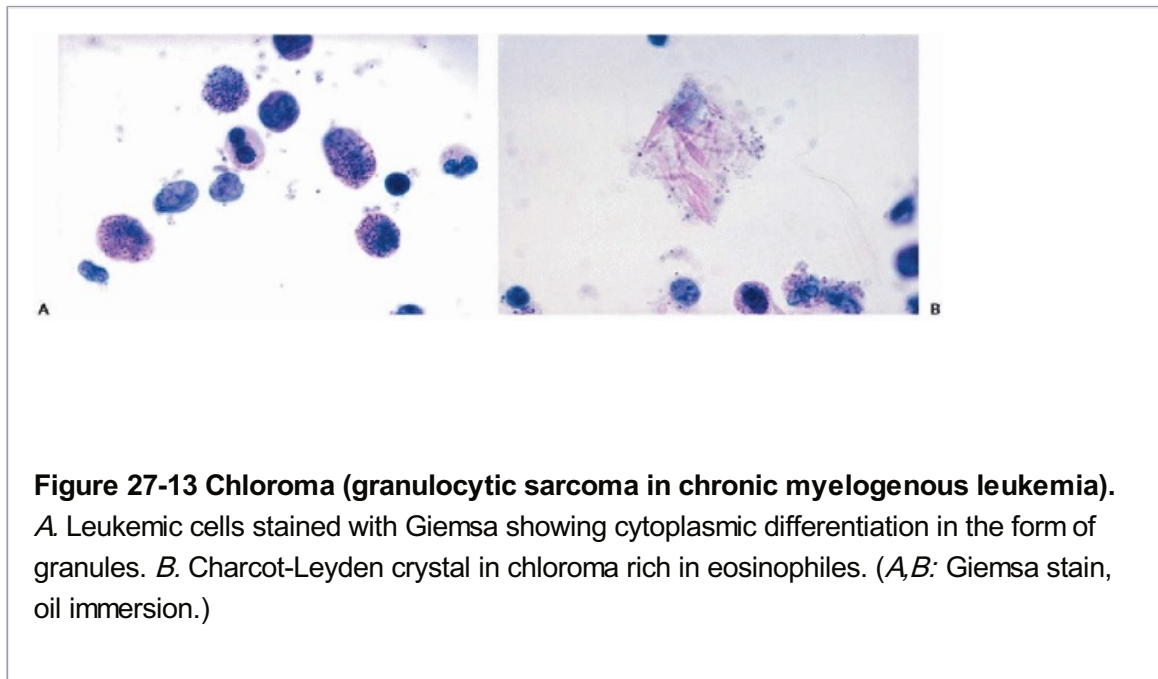 A
B
Figure 27-13 Chloroma (granulocytic sarcoma in chronic myelogenous leukemia).
A. Leukemic cells stained with Giemsa showing cytoplasmic differentiation in the form of
granules. B. Charcot-Leyden crystal in chloroma rich in eosinophiles. (A,B: Giemsa stain,
oil immersion.)